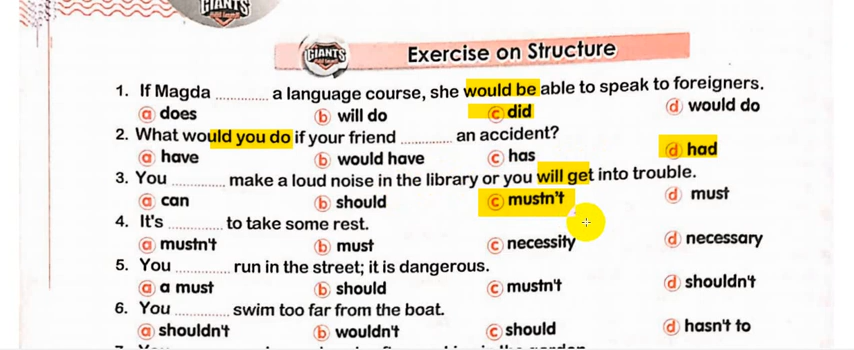 GIANTS
GIANTS
Exercise on Structure
1. If Magda ............ a language course, she would be able to speak to foreigners.
ⓐ does ⓑ will do ⓒ did ⓓ would do
2. What would you do if your friend ............ an accident?
ⓐ have ⓑ would have ⓒ has ⓓ had
3. You ............ make a loud noise in the library or you will get into trouble.
ⓐ can ⓑ should ⓒ mustn't ⓓ must
4. It's ............ to take some rest.
ⓐ mustn't ⓑ must ⓒ necessity ⓓ necessary
5. You ............ run in the street; it is dangerous.
ⓐ a must ⓑ should ⓒ mustn't ⓓ shouldn't
6. You ............ swim too far from the boat.
ⓐ shouldn't ⓑ wouldn't ⓒ should ⓓ hasn't to